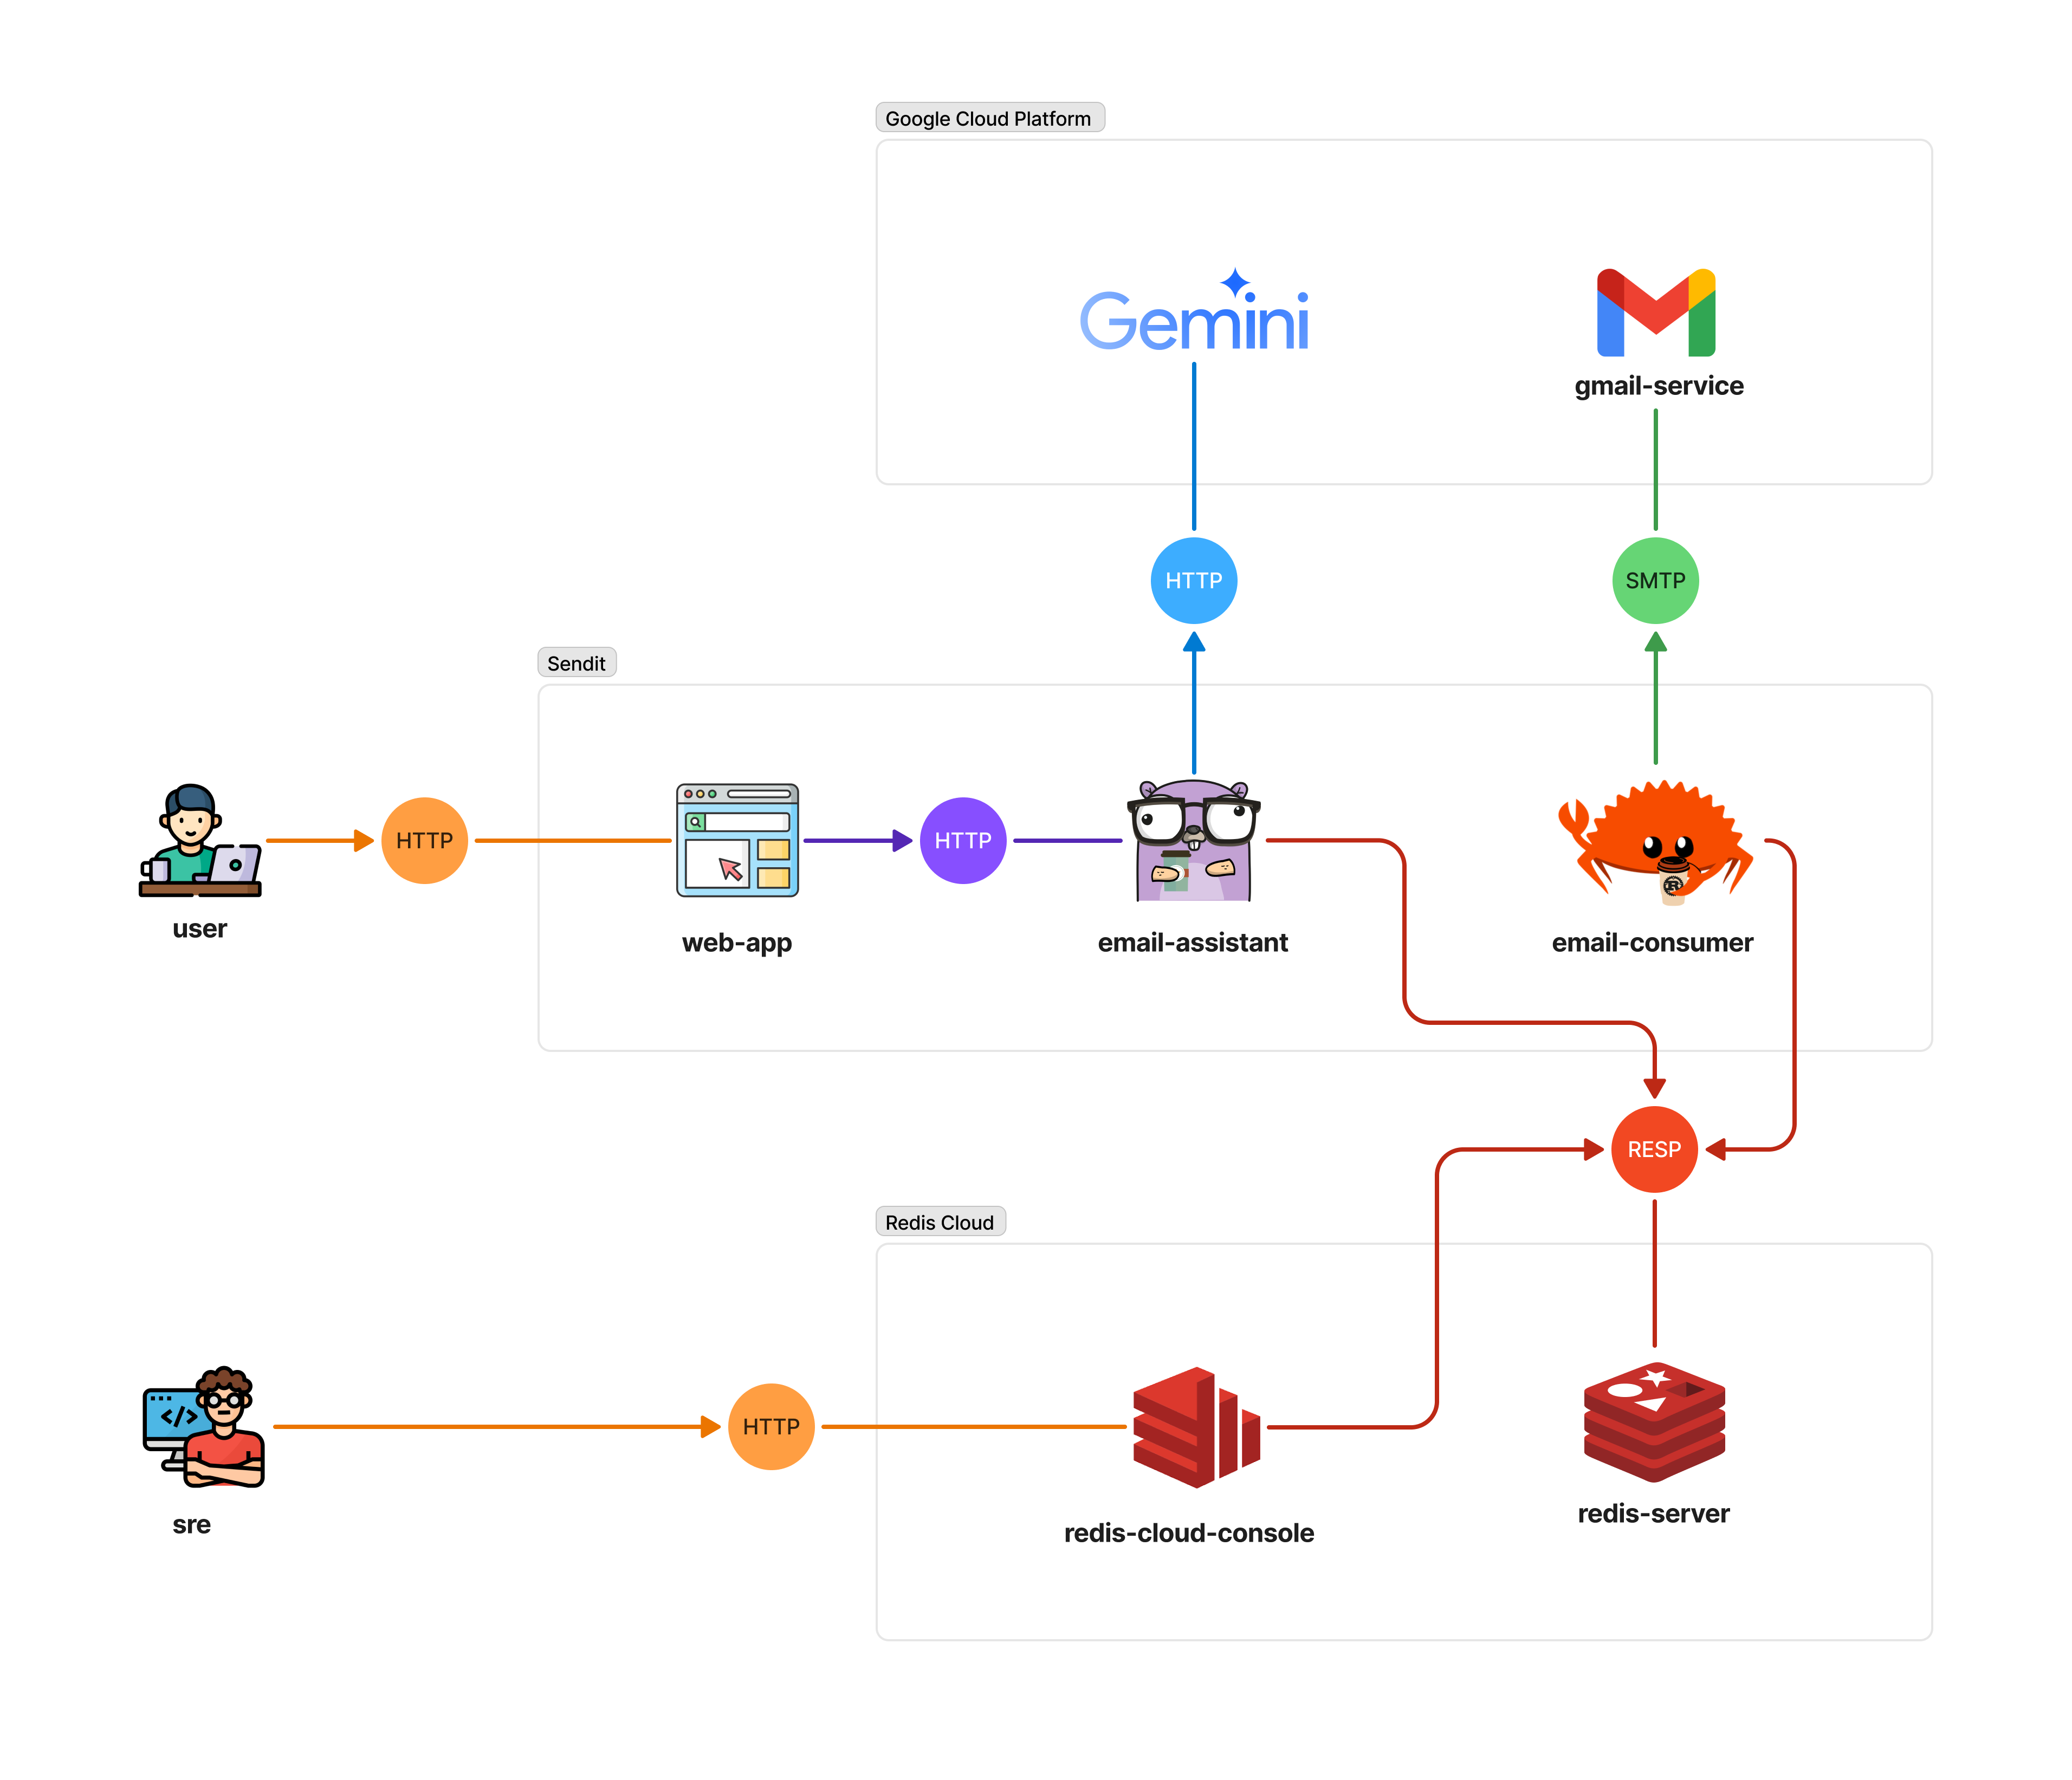 Google Cloud Platform
Gemini
gmail-service
HTTP
SMTP
Sendit
HTTP
HTTP
user
web-app
email-assistant
email-consumer
RESP
Redis Cloud
</>
HTTP
sre
redis-cloud-console
redis-server